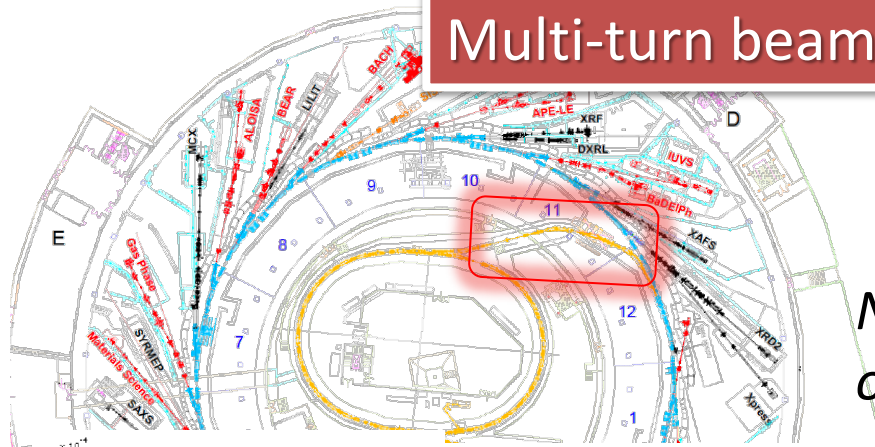 Multi-turn beam
BACH
ALOISA
BEAR
LILIT
MCX
APE-LE
XRF
DXRL
D
IUVS
BaDElPh
10
9
11
E
8
XAFS
Gas Phase
12
7
SYRMEP
XRD2
Materials Science
SAXS
Xpress
1